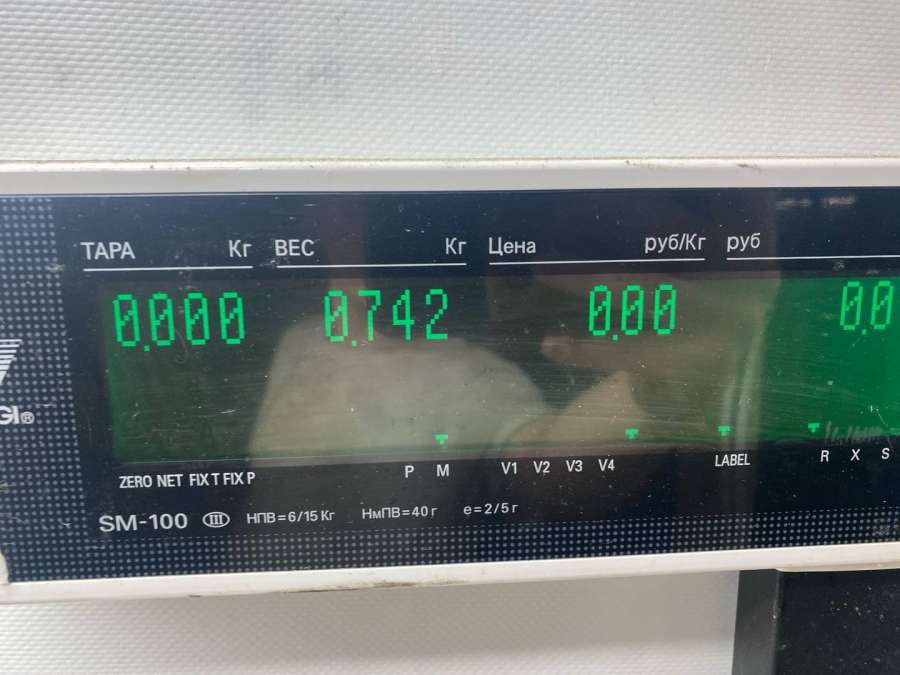 ТАРА Кг ВЕС Кг Цена руб/Кг руб
0.000 0.742 0.00 0.0
GI®
P M V1 V2 V3 V4 LABEL R X S
ZERO NET FIX T FIX P
SM-100 III НПВ=6/15 Кг НмПВ=40 г e=2/5 г